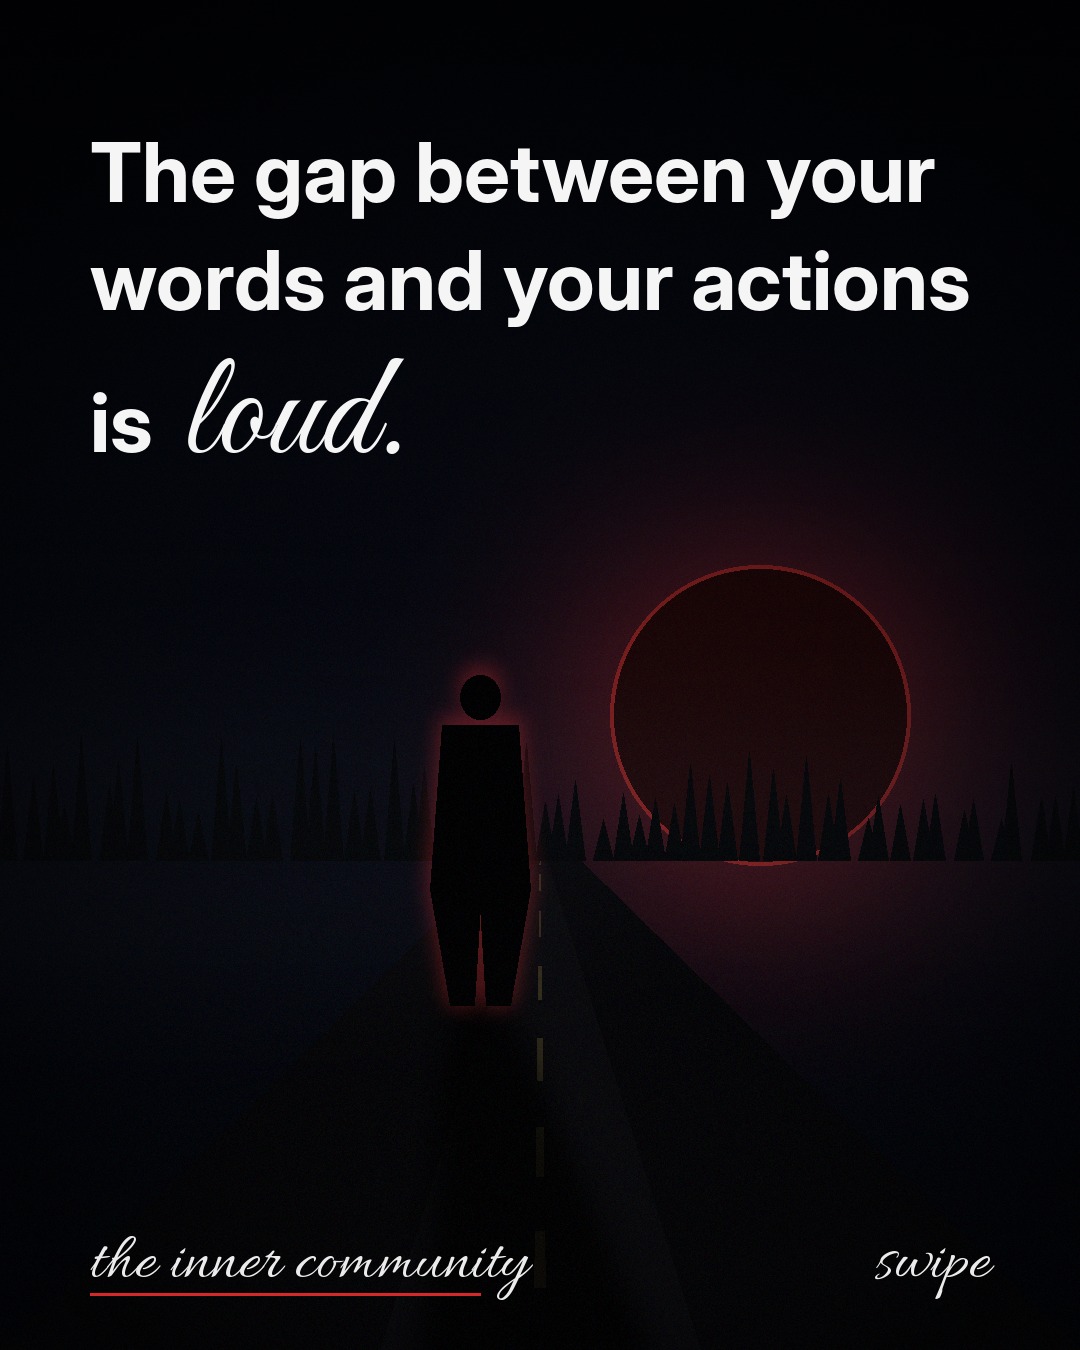 The gap between your
words and your actions
is loud.
the inner community
swipe